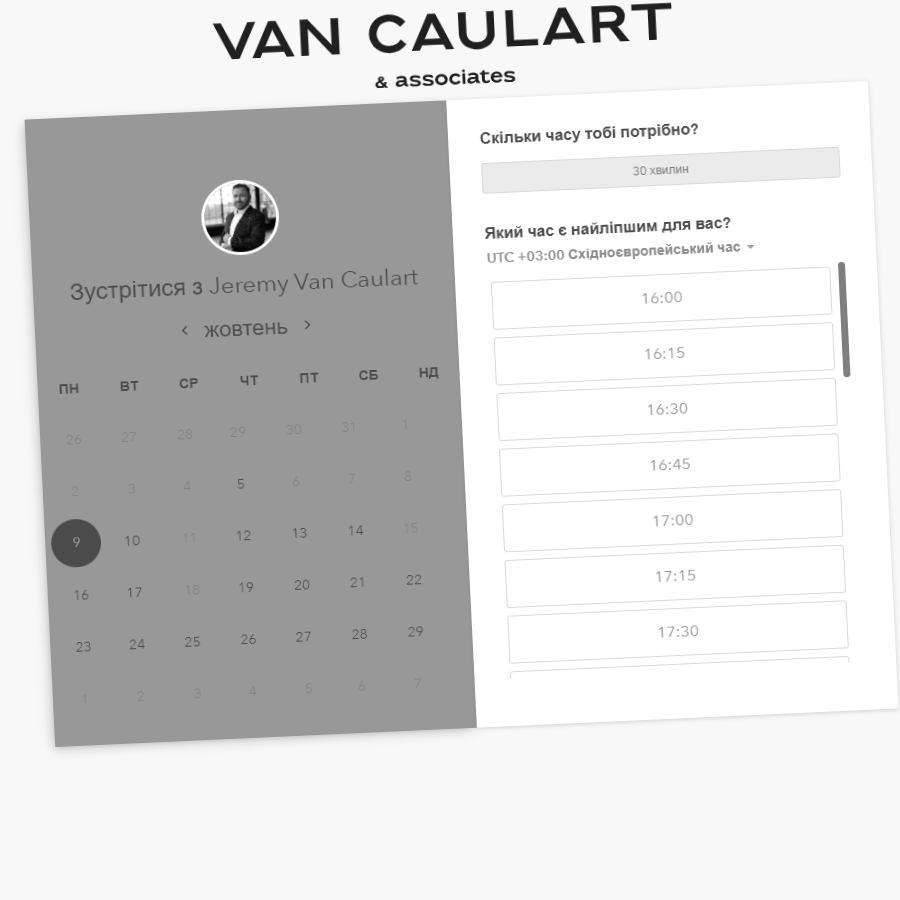 VAN CAULART
& associates
Зустрітися з Jeremy Van Caulart
‹ жовтень ›
ПН ВТ СР ЧТ ПТ СБ НД
26 27 28 29 30 31 1
2 3 4 5 6 7 8
9 10 11 12 13 14 15
16 17 18 19 20 21 22
23 24 25 26 27 28 29
1 2 3 4 5 6 7
Скільки часу тобі потрібно?
30 хвилин
Який час є найліпшим для вас?
UTC +03:00 Східноєвропейський час
16:00
16:15
16:30
16:45
17:00
17:15
17:30